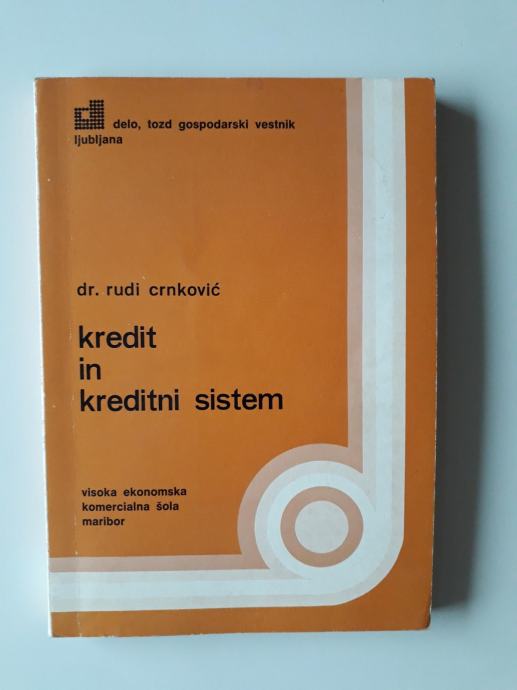 delo, tozd gospodarski vestnik
ljubljana
dr. rudi crnković
kredit
in
kreditni sistem
visoka ekonomska
komercialna šola
maribor